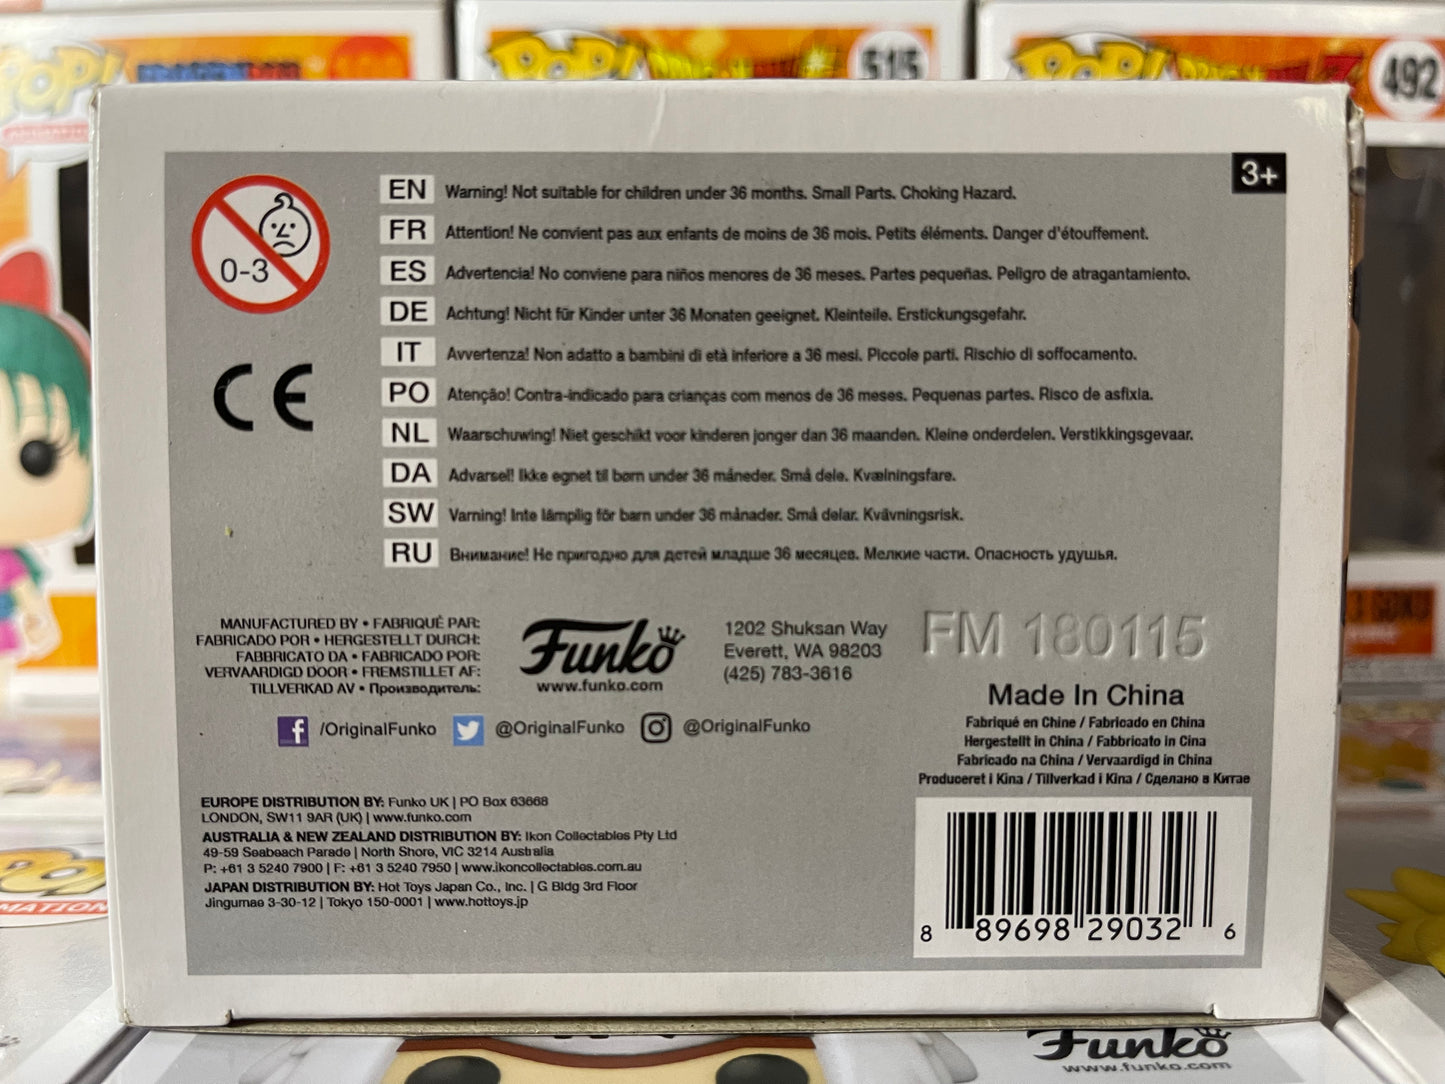 POP!
515
POP!
492
3+
0-3
EN Warning! Not suitable for children under 36 months. Small Parts. Choking Hazard.
FR Attention! Ne convient pas aux enfants de moins de 36 mois. Petits éléments. Danger d'étouffement.
ES Advertencia! No conviene para niños menores de 36 meses. Partes pequeñas. Peligro de atragantamiento.
DE Achtung! Nicht für Kinder unter 36 Monaten geeignet. Kleinteile. Erstickungsgefahr.
IT Avvertenza! Non adatto a bambini di età inferiore a 36 mesi. Piccole parti. Rischio di soffocamento.
PO Atenção! Contra-indicado para crianças com menos de 36 meses. Pequenas partes. Risco de asfixia.
NL Waarschuwing! Niet geschikt voor kinderen jonger dan 36 maanden. Kleine onderdelen. Verstikkingsgevaar.
DA Advarsel! Ikke egnet til børn under 36 måneder. Små dele. Kvælningsfare.
SW Varning! Inte lämplig för barn under 36 månader. Små delar. Kvävningsrisk.
RU Внимание! Не пригодно для детей младше 36 месяцев. Мелкие части. Опасность удушья.
CE
MANUFACTURED BY • FABRIQUÉ PAR:
FABRICADO POR • HERGESTELLT DURCH:
FABBRICATO DA • FABRICADO POR:
VERVAARDIGD DOOR • FREMSTILLET AF:
TILLVERKAD AV • Производитель:
Funko
www.funko.com
1202 Shuksan Way
Everett, WA 98203
(425) 783-3616
FM 180115
/OriginalFunko @OriginalFunko @OriginalFunko
Made In China
Fabriqué en Chine / Fabricado en China
Hergestellt in China / Fabbricato in Cina
Fabricado na China / Vervaardigd in China
Produceret i Kina / Tillverkad i Kina / Сделано в Китае
EUROPE DISTRIBUTION BY: Funko UK | PO Box 63668
LONDON, SW11 9AR (UK) | www.funko.com
AUSTRALIA & NEW ZEALAND DISTRIBUTION BY: Ikon Collectables Pty Ltd
49-59 Seabeach Parade | North Shore, VIC 3214 Australia
P: +61 3 5240 7900 | F: +61 3 5240 7950 | www.ikoncollectables.com.au
JAPAN DISTRIBUTION BY: Hot Toys Japan Co., Inc. | G Bldg 3rd Floor
Jingumae 3-30-12 | Tokyo 150-0001 | www.hottoys.jp
8 89698 29032 6
Funko
www.funko.com